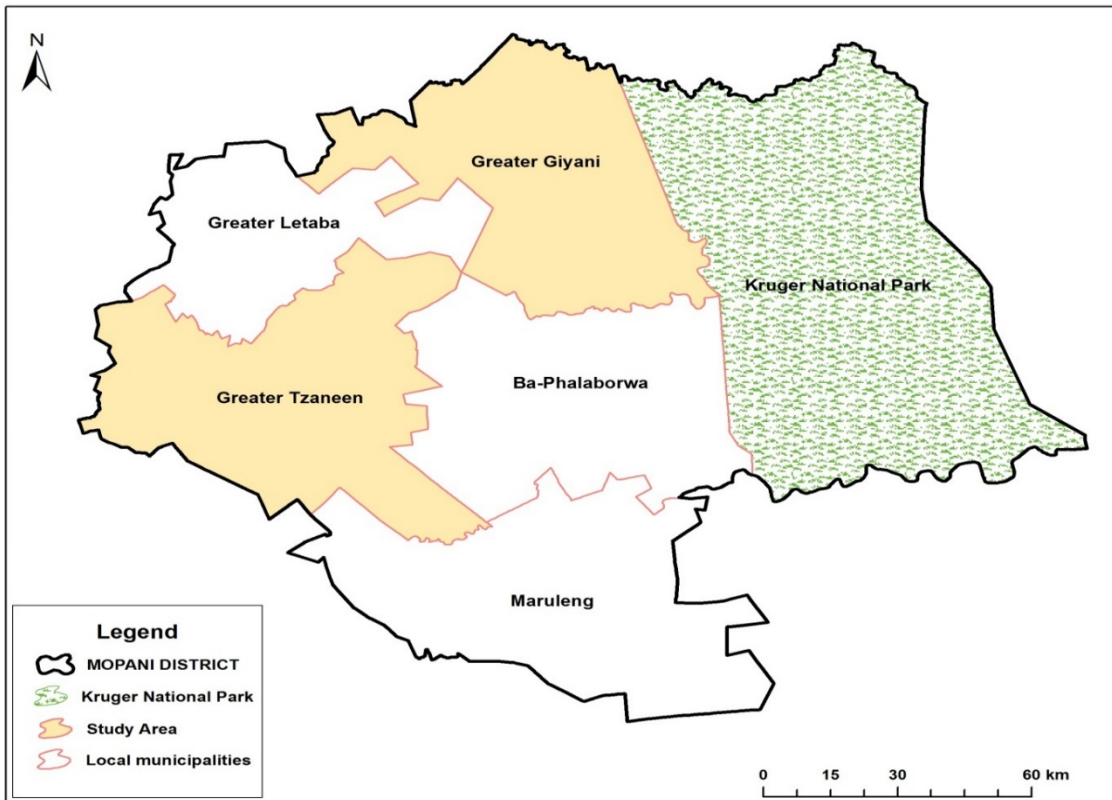 N
Greater Giyani
Greater Letaba
Kruger National Park
Ba-Phalaborwa
Greater Tzaneen
Maruleng
Legend
MOPANI DISTRICT
Kruger National Park
Study Area
Local municipalities
0 15 30 60 km